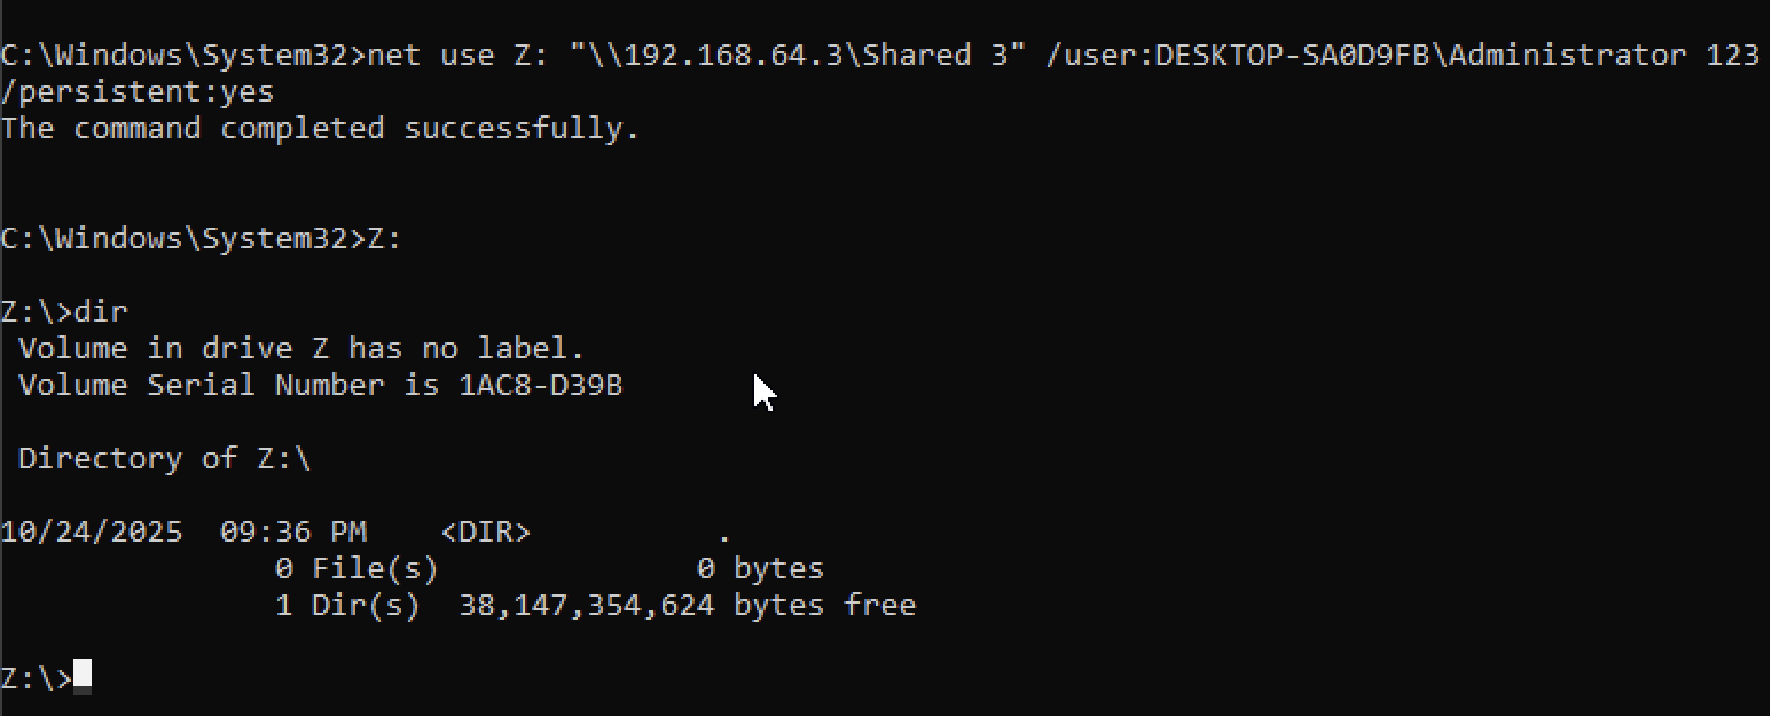 C:\Windows\System32>net use Z: "\\192.168.64.3\Shared 3" /user:DESKTOP-SA0D9FB\Administrator 123
/persistent:yes
The command completed successfully.
C:\Windows\System32>Z:
Z:\>dir
Volume in drive Z has no label.
Volume Serial Number is 1AC8-D39B
Directory of Z:\
10/24/2025  09:36 PM    <DIR>          .
0 File(s)              0 bytes
1 Dir(s)  38,147,354,624 bytes free
Z:\>